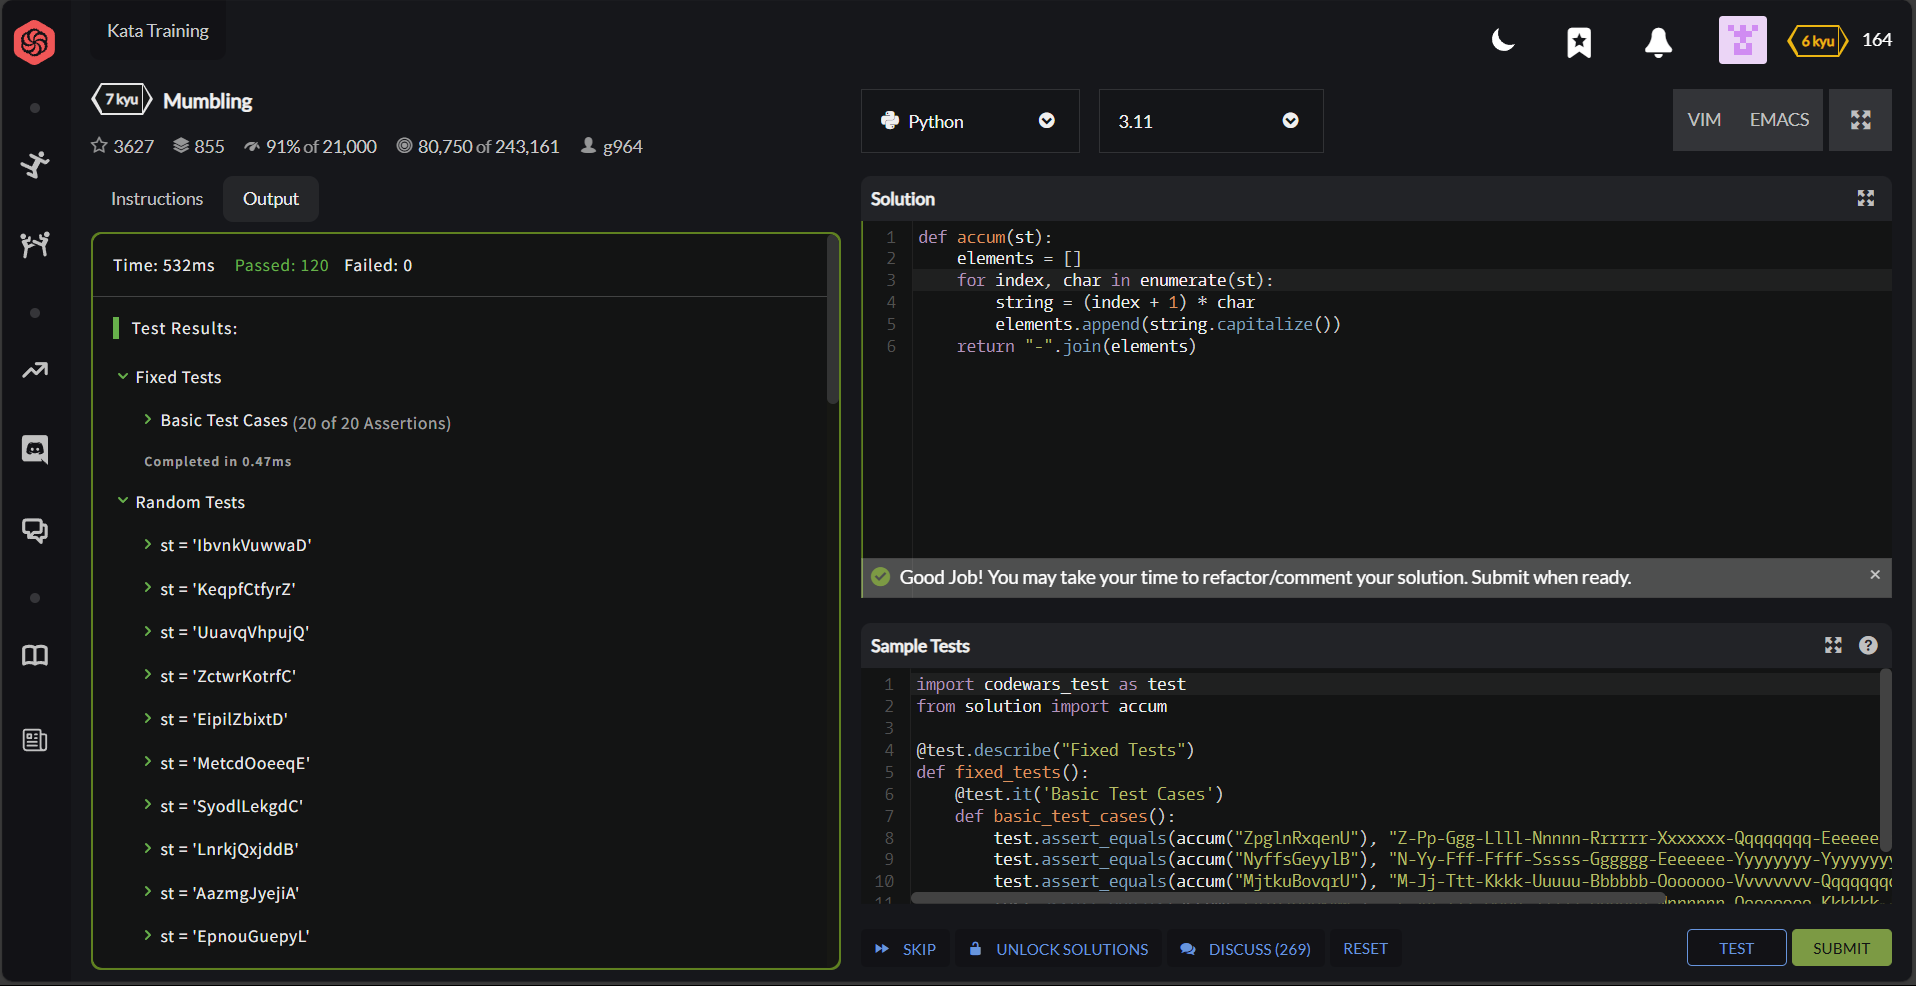 Kata Training
6 kyu 164
7 kyu Mumbling
3627 855 91% of 21,000 80,750 of 243,161 g964
Python
3.11
VIM EMACS
Instructions Output
Time: 532ms Passed: 120 Failed: 0
Test Results:
Fixed Tests
Basic Test Cases (20 of 20 Assertions)
Completed in 0.47ms
Random Tests
st = 'IbvnkVuwwaD'
st = 'KeqpfCtfyrZ'
st = 'UuavqVhpujQ'
st = 'ZctwrKotrfC'
st = 'EipilZbixtD'
st = 'MetcdOoeeqE'
st = 'SyodlLekgdC'
st = 'LnrkjQxjddB'
st = 'AazmgJyejiA'
st = 'EpnouGuepyL'
Solution
1 def accum(st):
2 elements = []
3 for index, char in enumerate(st):
4 string = (index + 1) * char
5 elements.append(string.capitalize())
6 return "-".join(elements)
Good Job! You may take your time to refactor/comment your solution. Submit when ready.
Sample Tests
1 import codewars_test as test
2 from solution import accum
3
4 @test.describe("Fixed Tests")
5 def fixed_tests():
6 @test.it('Basic Test Cases')
7 def basic_test_cases():
8 test.assert_equals(accum("ZpglnRxqenU"), "Z-Pp-Ggg-Llll-Nnnnn-Rrrrrr-Xxxxxxx-Qqqqqqqq-Eeeeee
9 test.assert_equals(accum("NyffsGeyylB"), "N-Yy-Fff-Ffff-Sssss-Gggggg-Eeeeeee-Yyyyyyyy-Yyyyyyy
10 test.assert_equals(accum("MjtkuBovqrU"), "M-Jj-Ttt-Kkkk-Uuuuu-Bbbbbb-Ooooooo-Vvvvvvvv-Qqqqqqq
11
SKIP UNLOCK SOLUTIONS DISCUSS (269) RESET
TEST SUBMIT